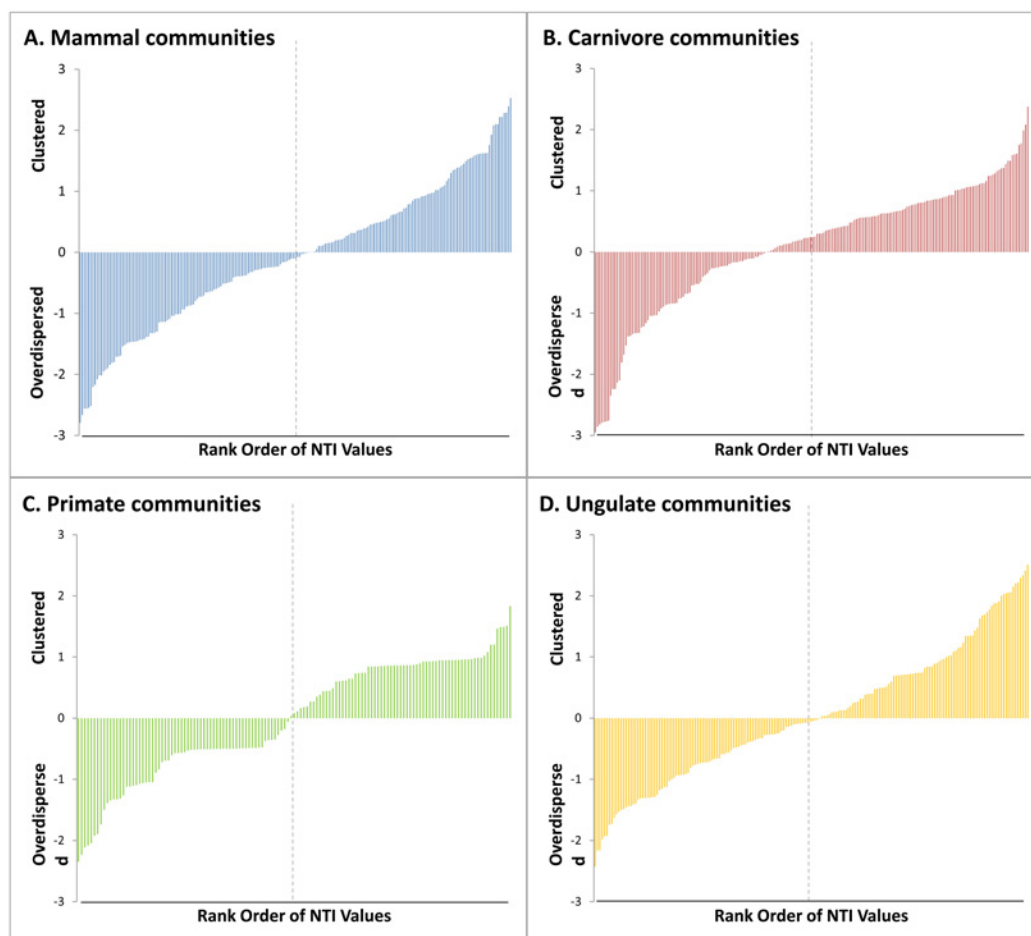 A. Mammal communities
3
2
1
0
-1
-2
-3
Clustered
Overdispersed
Rank Order of NTI Values
B. Carnivore communities
3
2
1
0
-1
-2
-3
Clustered
Overdisperse
d
Rank Order of NTI Values
C. Primate communities
3
2
1
0
-1
-2
-3
Clustered
Overdisperse
d
Rank Order of NTI Values
D. Ungulate communities
3
2
1
0
-1
-2
-3
Clustered
Overdisperse
d
Rank Order of NTI Values